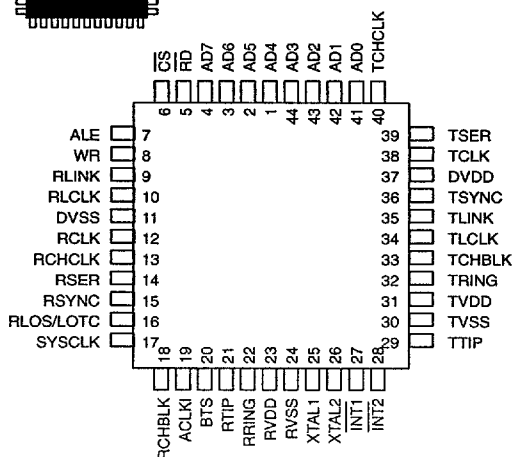 C̅S̅ R̅D̅ AD7 AD6 AD5 AD4 AD3 AD2 AD1 AD0 TCHCLK
6 5 4 3 2 1 44 43 42 41 40
ALE 7 39 TSER
WR 8 38 TCLK
RLINK 9 37 DVDD
RLCLK 10 36 TSYNC
DVSS 11 35 TLINK
RCLK 12 34 TLCLK
RCHCLK 13 33 TCHBLK
RSER 14 32 TRING
RSYNC 15 31 TVDD
RLOS/LOTC 16 30 TVSS
SYSCLK 17 29 TTIP
18 19 20 21 22 23 24 25 26 27 28
RCHBLK ACLKI BTS RTIP RRING RVDD RVSS XTAL1 XTAL2 I̅N̅T̅1̅ I̅N̅T̅2̅